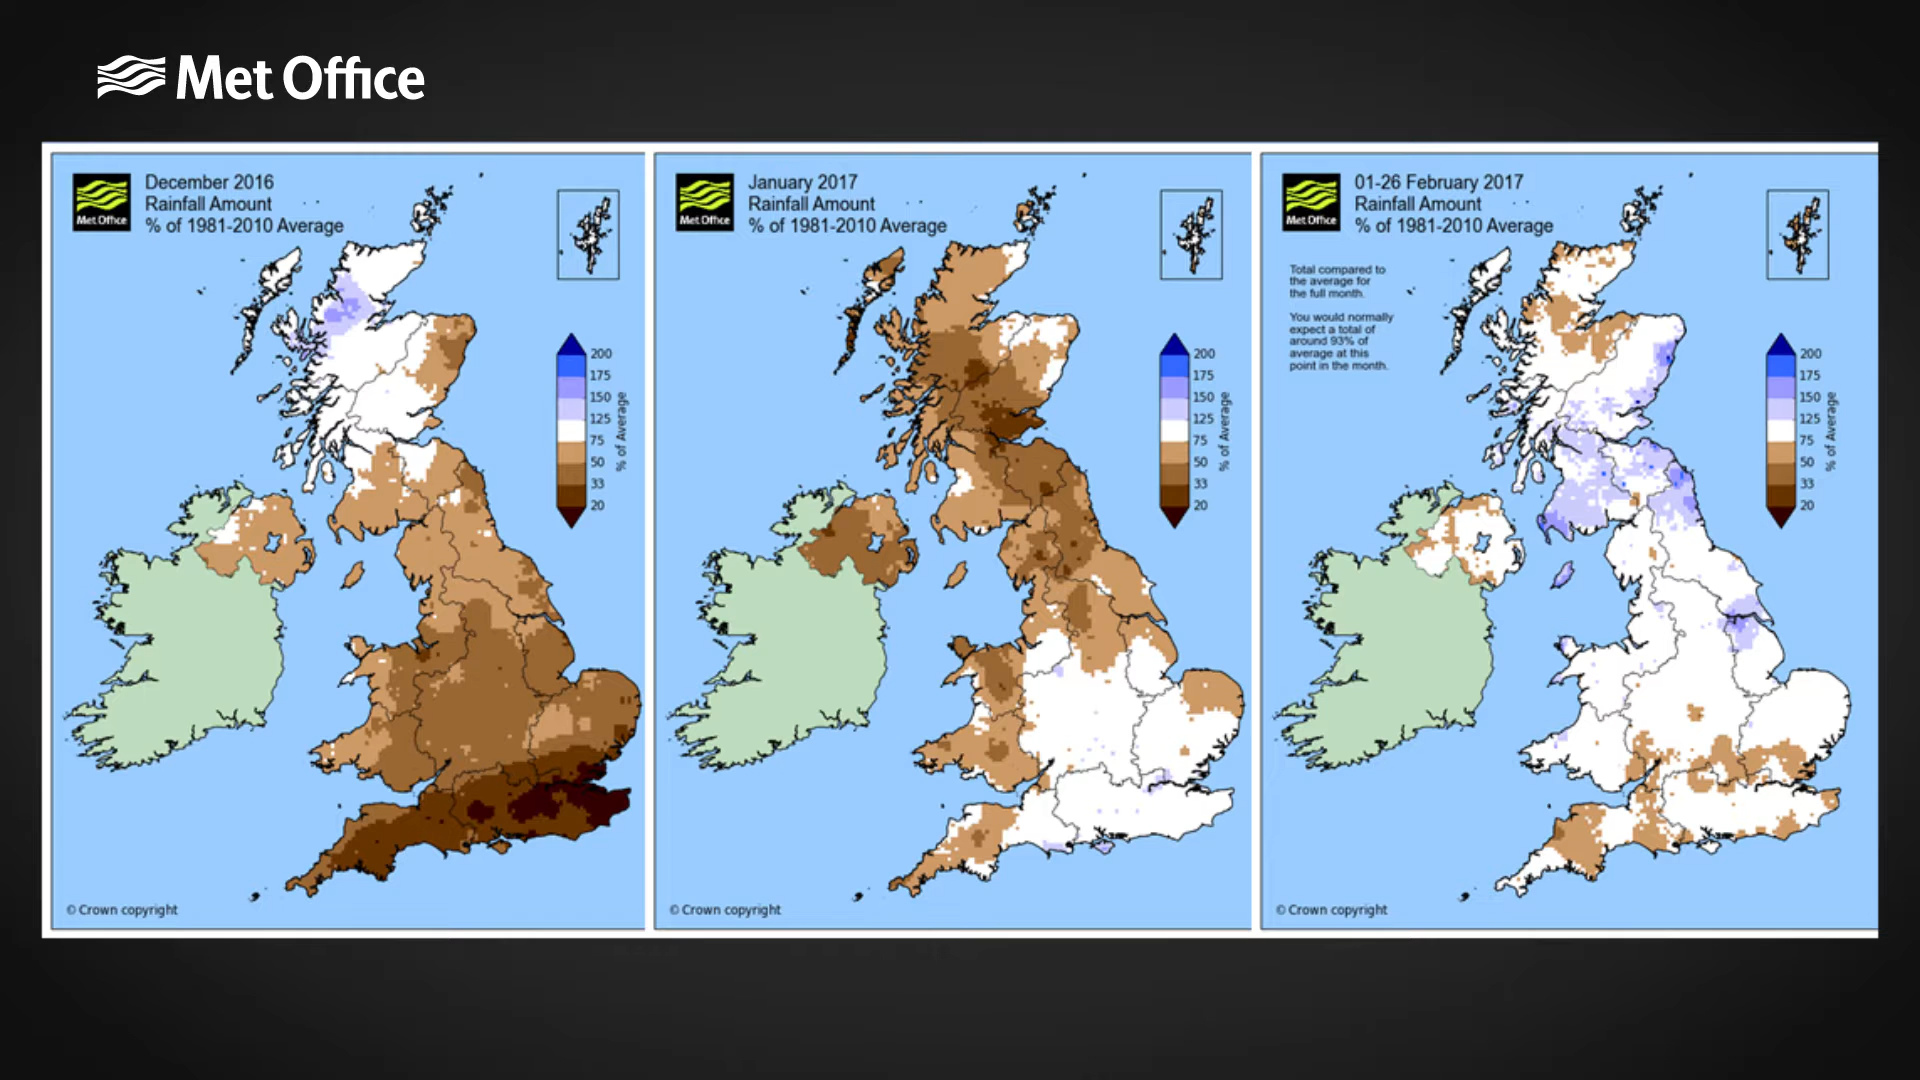 Met Office
Met Office
December 2016
Rainfall Amount
% of 1981-2010 Average
200
175
150
125
75
50
33
20
% of Average
© Crown copyright
Met Office
January 2017
Rainfall Amount
% of 1981-2010 Average
200
175
150
125
75
50
33
20
% of Average
© Crown copyright
Met Office
01-26 February 2017
Rainfall Amount
% of 1981-2010 Average
Total compared to
the average for
the full month.
You would normally
expect a total of
around 93% of
average at this
point in the month.
200
175
150
125
75
50
33
20
% of Average
© Crown copyright